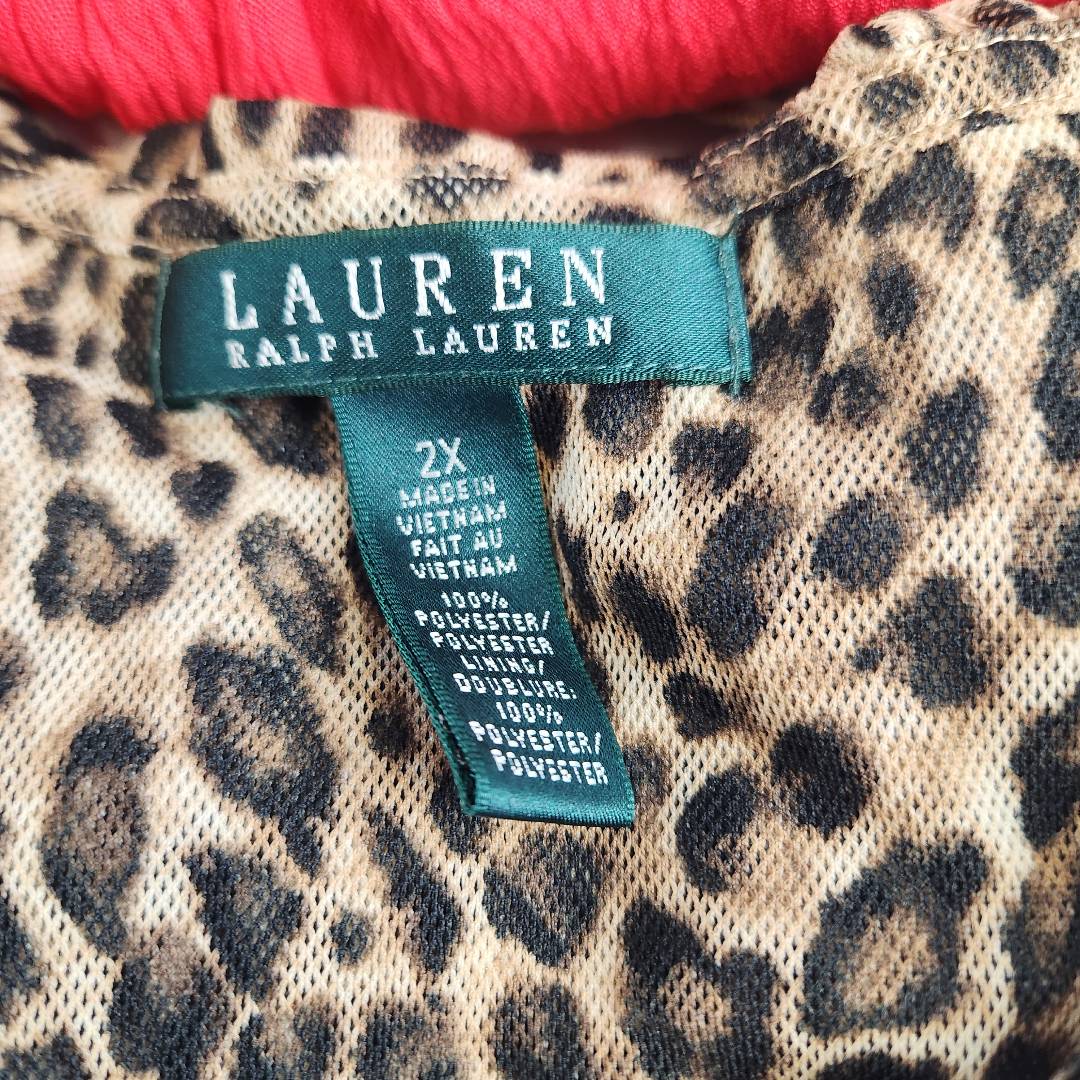 LAUREN
RALPH LAUREN
2X
MADE IN
VIETNAM
FAIT AU
VIETNAM
100%
POLYESTER/
POLYESTER
LINING/
DOUBLURE:
100%
POLYESTER/
POLYESTER